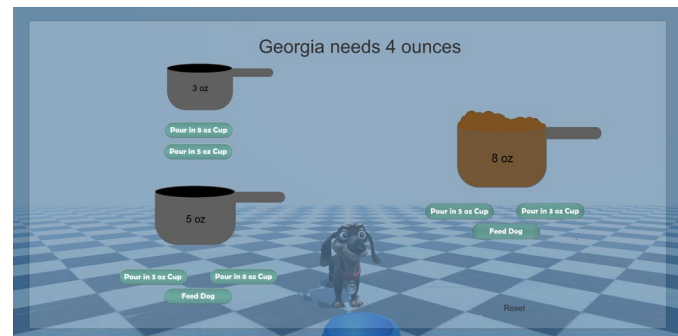 Georgia needs 4 ounces
3 oz
Pour in 8 oz Cup
Pour in 5 oz Cup
8 oz
5 oz
Pour in 5 oz Cup
Pour in 3 oz Cup
Feed Dog
Pour in 3 oz Cup
Pour in 8 oz Cup
Feed Dog
Reset